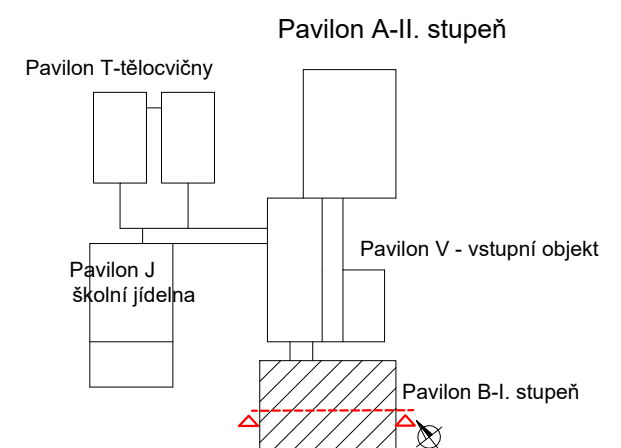 Pavilon A-II. stupeň
Pavilon T-tělocvičny
Pavilon V - vstupní objekt
Pavilon J
školní jídelna
Pavilon B-I. stupeň